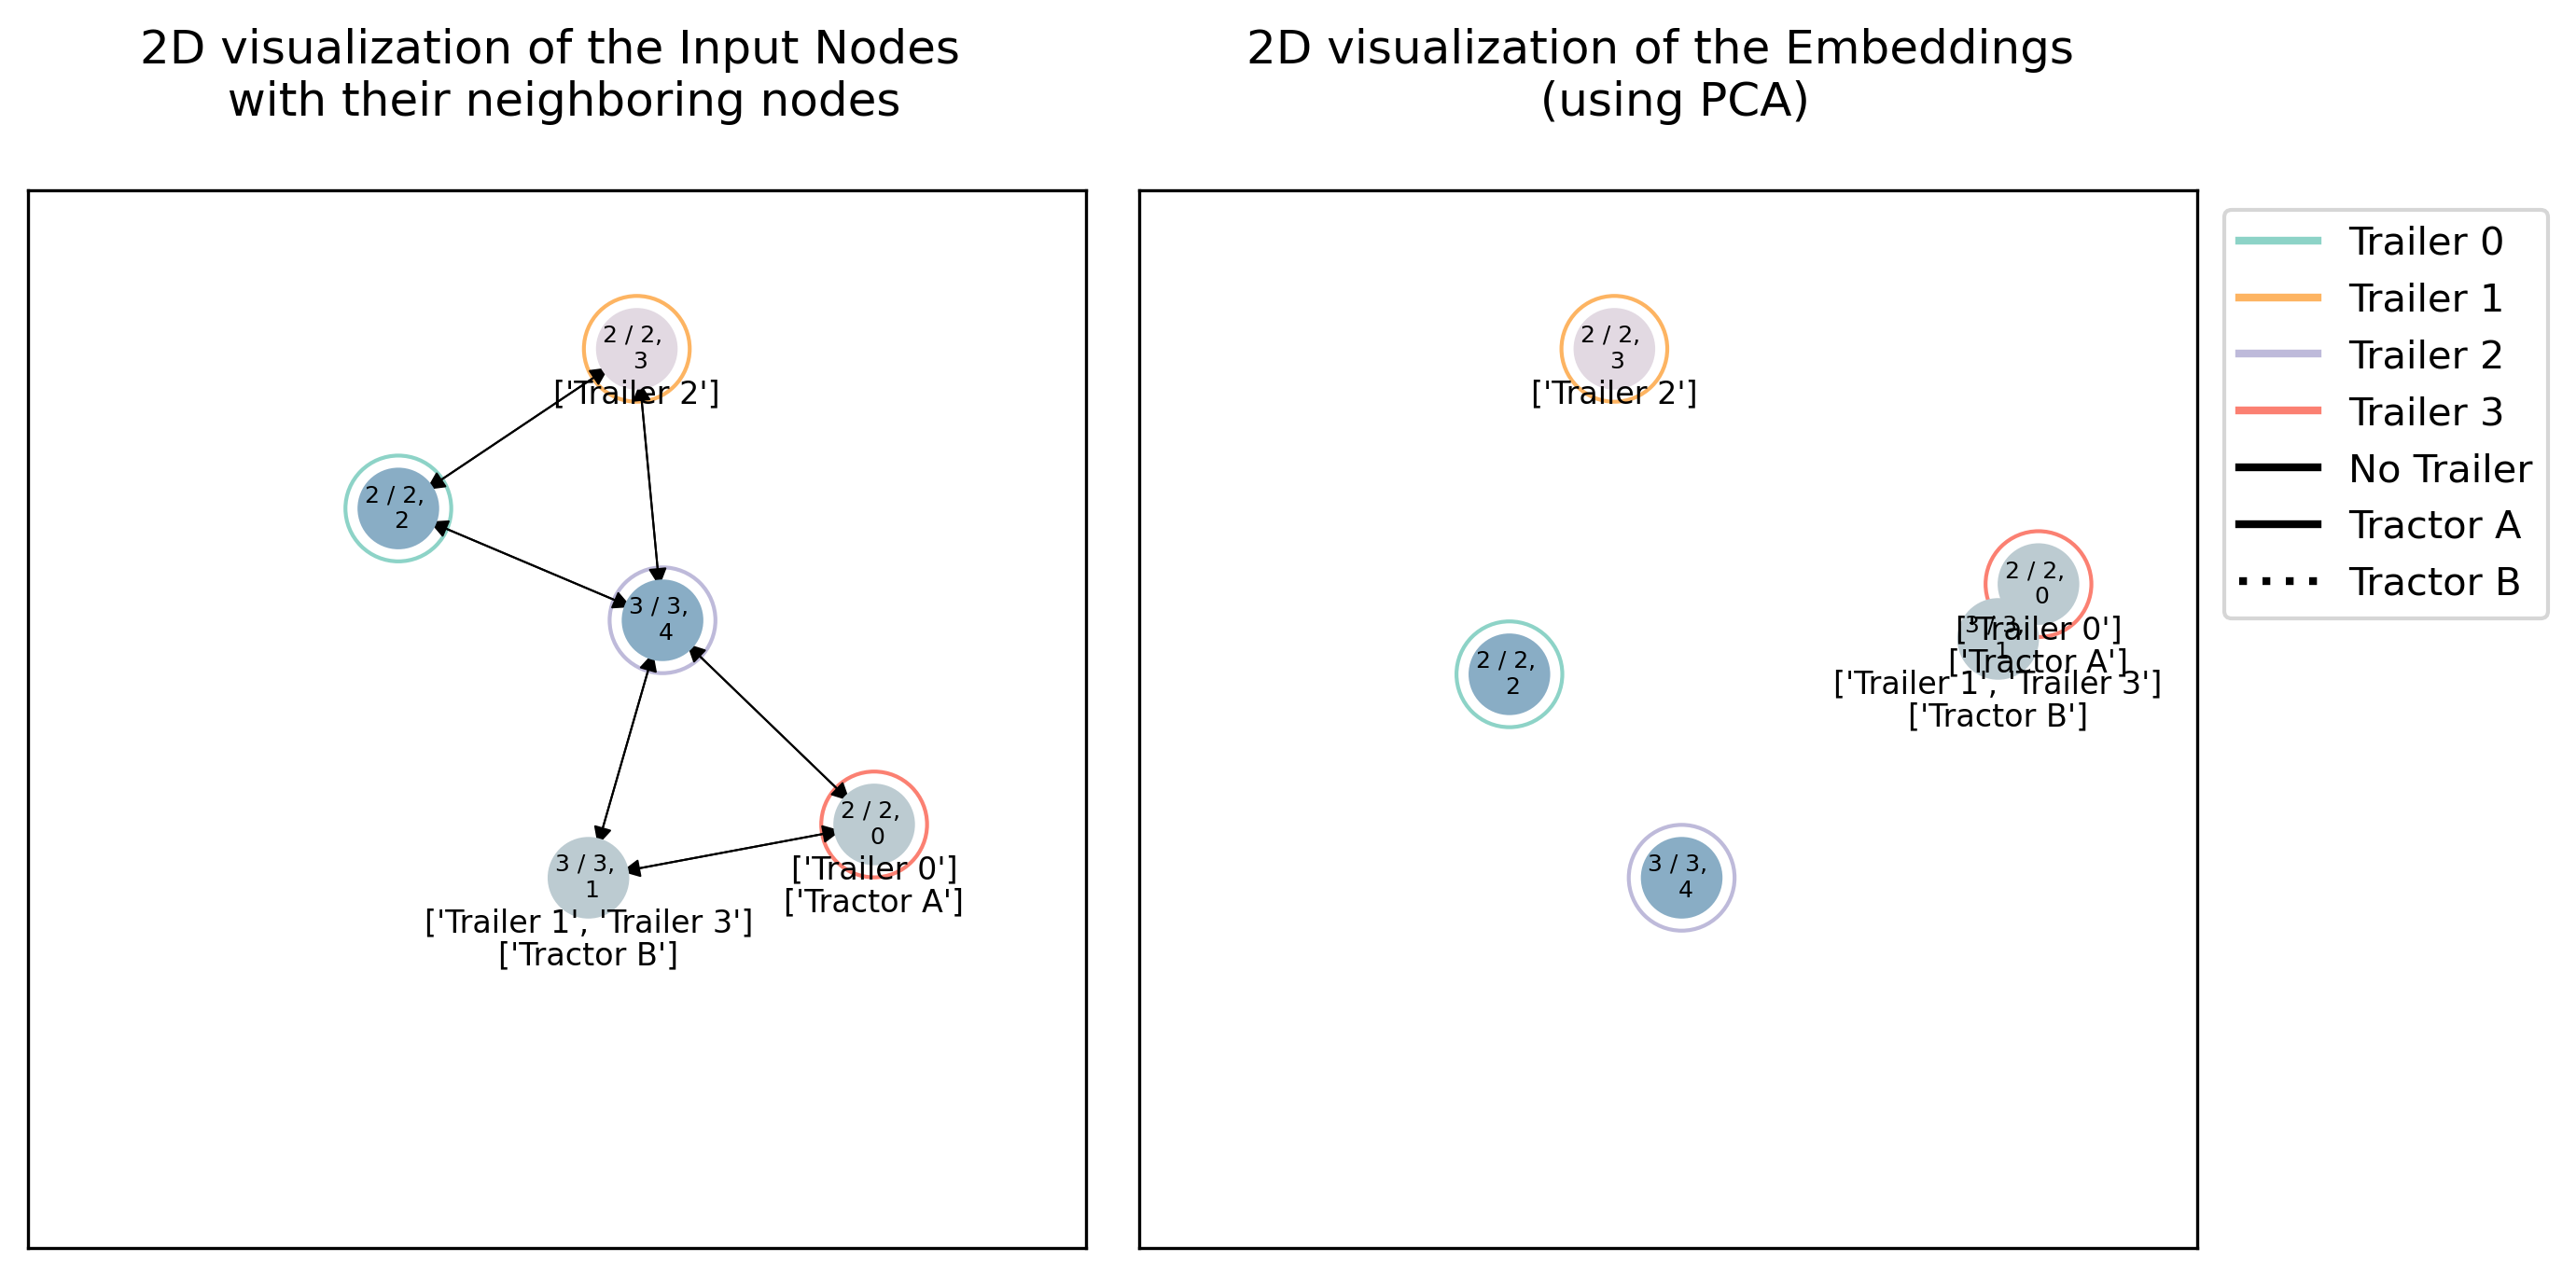 2D visualization of the Input Nodes
with their neighboring nodes
2 / 2,
3
['Trailer 2']
2 / 2,
2
3 / 3,
4
2 / 2,
0
['Trailer 0']
['Tractor A']
3 / 3,
1
['Trailer 1', 'Trailer 3']
['Tractor B']
2D visualization of the Embeddings
(using PCA)
2 / 2,
3
['Trailer 2']
2 / 2,
0
['Trailer 0']
['Tractor A']
3 / 3,
1
['Trailer 1', 'Trailer 3']
['Tractor B']
2 / 2,
2
3 / 3,
4
Trailer 0
Trailer 1
Trailer 2
Trailer 3
No Trailer
Tractor A
Tractor B